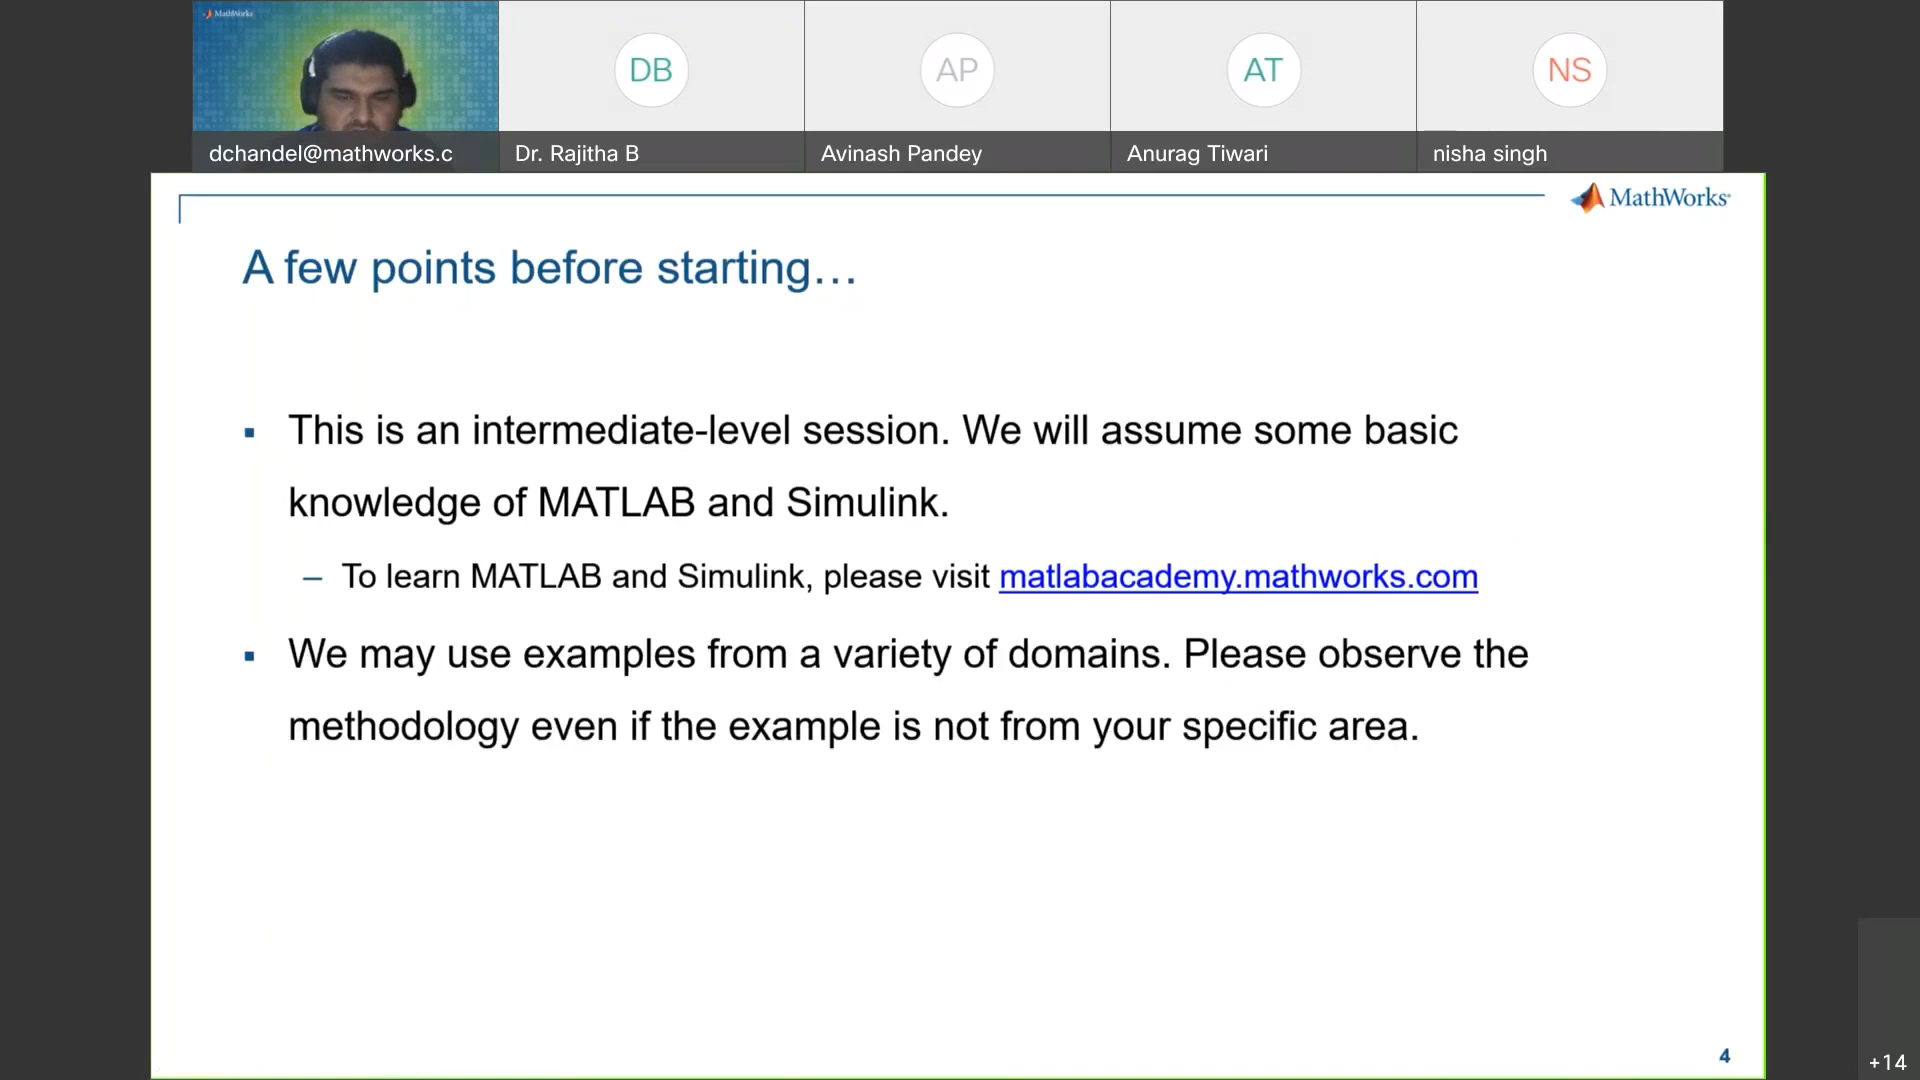 MathWorks
DB
AP
AT
NS
dchandel@mathworks.c
Dr. Rajitha B
Avinash Pandey
Anurag Tiwari
nisha singh
MathWorks
A few points before starting…
▪ This is an intermediate-level session. We will assume some basic
knowledge of MATLAB and Simulink.
– To learn MATLAB and Simulink, please visit matlabacademy.mathworks.com
▪ We may use examples from a variety of domains. Please observe the
methodology even if the example is not from your specific area.
4
+14